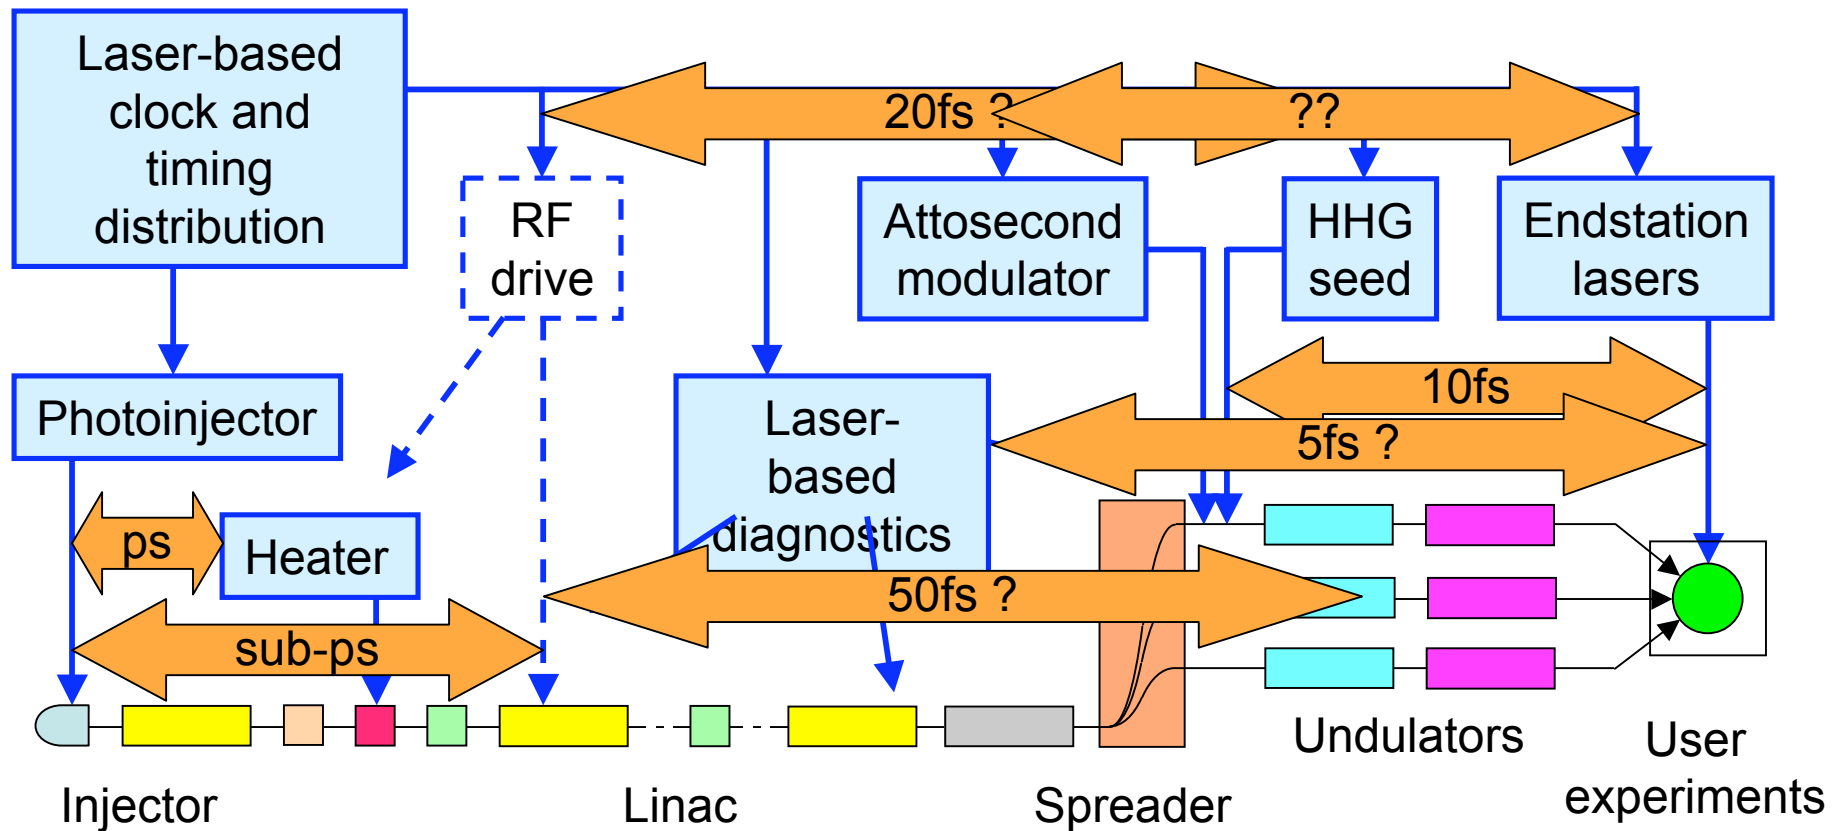 Laser-based
clock and
timing
distribution
20fs ?
??
RF
drive
Attosecond
modulator
HHG
seed
Endstation
lasers
Photoinjector
Laser-
based
diagnostics
10fs
5fs ?
ps
Heater
50fs ?
sub-ps
Undulators
User
experiments
Injector
Linac
Spreader